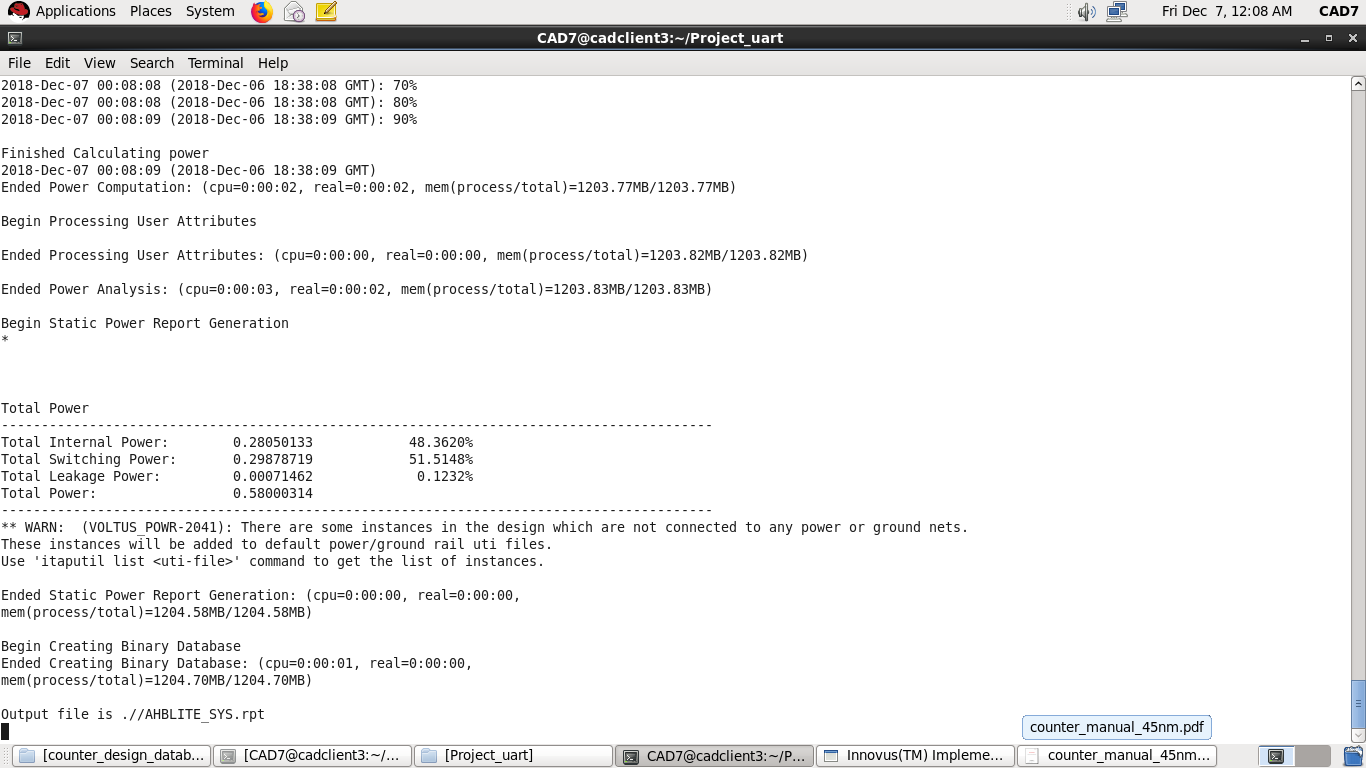 Applications Places System Fri Dec 7, 12:08 AM CAD7
CAD7@cadclient3:~/Project_uart
File Edit View Search Terminal Help
2018-Dec-07 00:08:08 (2018-Dec-06 18:38:08 GMT): 70%
2018-Dec-07 00:08:08 (2018-Dec-06 18:38:08 GMT): 80%
2018-Dec-07 00:08:09 (2018-Dec-06 18:38:09 GMT): 90%
Finished Calculating power
2018-Dec-07 00:08:09 (2018-Dec-06 18:38:09 GMT)
Ended Power Computation: (cpu=0:00:02, real=0:00:02, mem(process/total)=1203.77MB/1203.77MB)
Begin Processing User Attributes
Ended Processing User Attributes: (cpu=0:00:00, real=0:00:00, mem(process/total)=1203.82MB/1203.82MB)
Ended Power Analysis: (cpu=0:00:03, real=0:00:02, mem(process/total)=1203.83MB/1203.83MB)
Begin Static Power Report Generation
*
Total Power
-----------------------------------------------------------------------------------------
Total Internal Power: 0.28050133 48.3620%
Total Switching Power: 0.29878719 51.5148%
Total Leakage Power: 0.00071462 0.1232%
Total Power: 0.58000314
-----------------------------------------------------------------------------------------
** WARN: (VOLTUS_POWR-2041): There are some instances in the design which are not connected to any power or ground nets.
These instances will be added to default power/ground rail uti files.
Use 'itaputil list <uti-file>' command to get the list of instances.
Ended Static Power Report Generation: (cpu=0:00:00, real=0:00:00,
mem(process/total)=1204.58MB/1204.58MB)
Begin Creating Binary Database
Ended Creating Binary Database: (cpu=0:00:01, real=0:00:00,
mem(process/total)=1204.70MB/1204.70MB)
Output file is .//AHBLITE_SYS.rpt
counter_manual_45nm.pdf
[counter_design_datab... [CAD7@cadclient3:~/... [Project_uart] CAD7@cadclient3:~/P... Innovus(TM) Impleme... counter_manual_45nm...